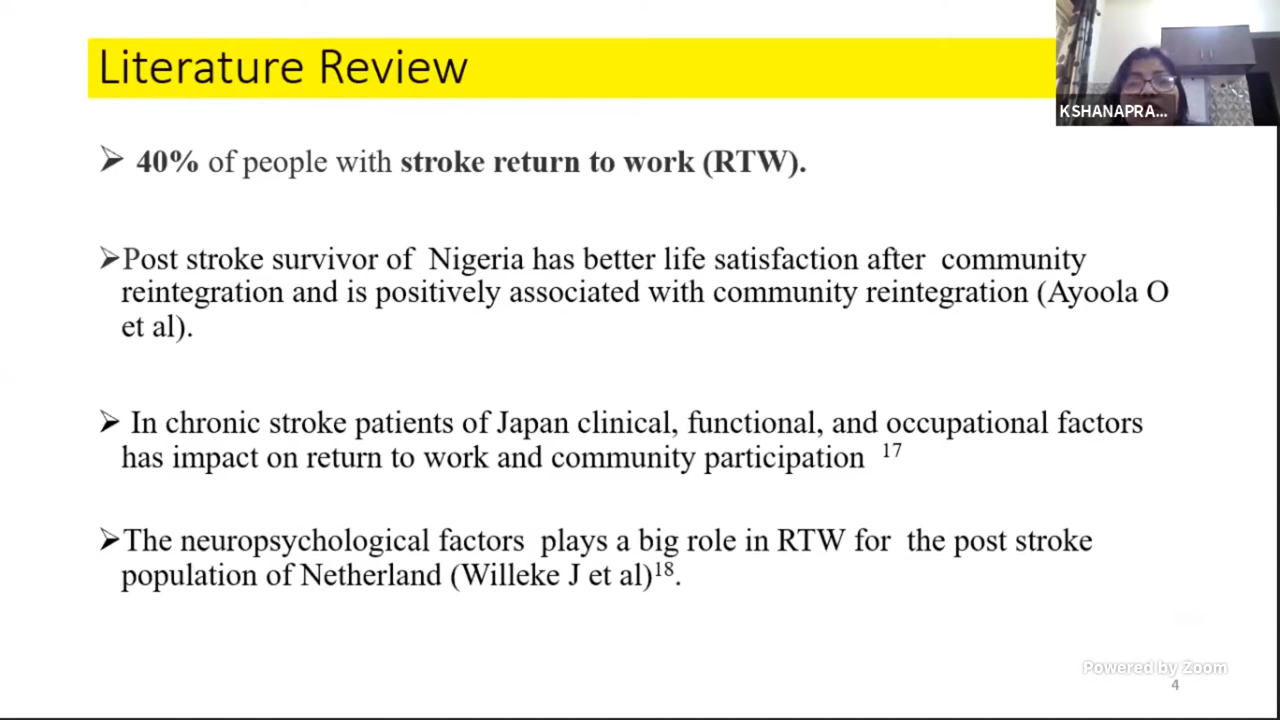 Literature Review
KSHANAPRA...
➢ 40% of people with stroke return to work (RTW).
➢Post stroke survivor of Nigeria has better life satisfaction after community
reintegration and is positively associated with community reintegration (Ayoola O
et al).
➢ In chronic stroke patients of Japan clinical, functional, and occupational factors
has impact on return to work and community participation 17
➢The neuropsychological factors plays a big role in RTW for the post stroke
population of Netherland (Willeke J et al)18.
Powered by Zoom
4